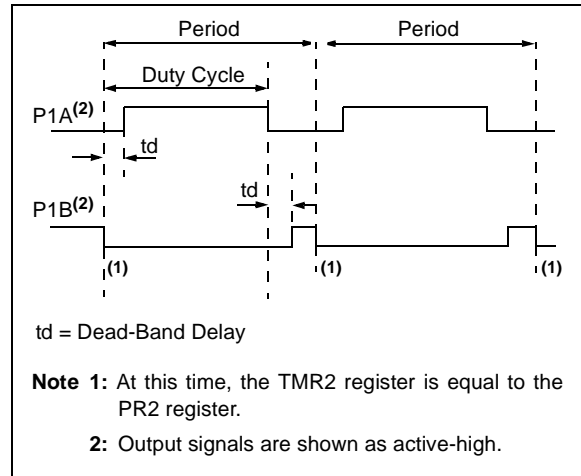 Period Period
Duty Cycle
P1A(2)
td
td
P1B(2)
(1) (1) (1)
td = Dead-Band Delay
Note 1: At this time, the TMR2 register is equal to the
PR2 register.
2: Output signals are shown as active-high.